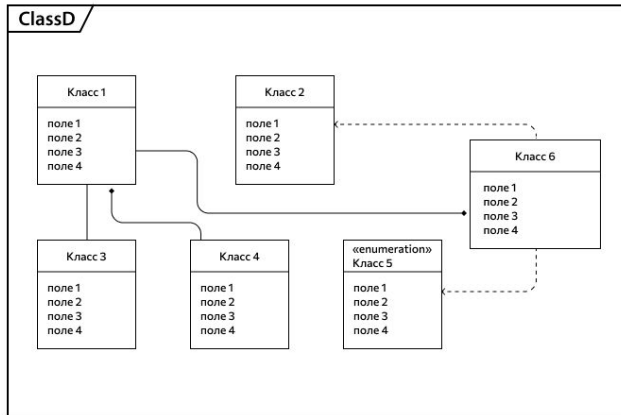 ClassD
Класс 1
поле 1
поле 2
поле 3
поле 4
Класс 2
поле 1
поле 2
поле 3
поле 4
Класс 6
поле 1
поле 2
поле 3
поле 4
Класс 3
поле 1
поле 2
поле 3
поле 4
Класс 4
поле 1
поле 2
поле 3
поле 4
«enumeration»
Класс 5
поле 1
поле 2
поле 3
поле 4